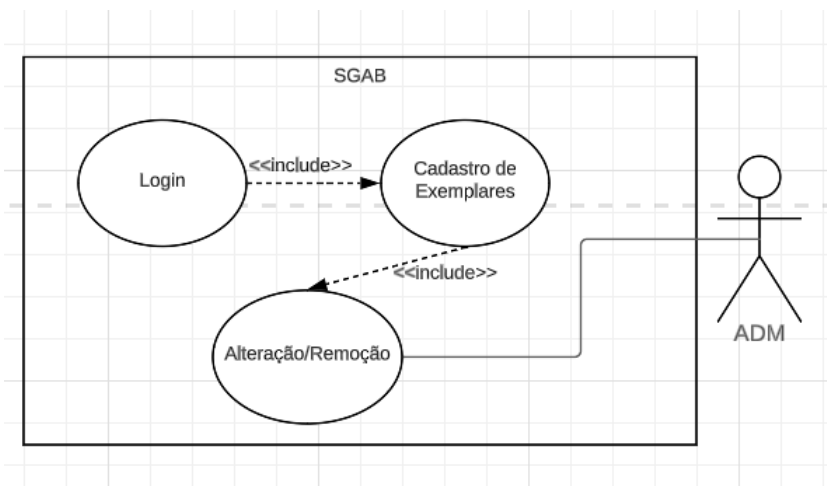 SGAB
Login
<<include>>
Cadastro de
Exemplares
<<include>>
Alteração/Remoção
ADM